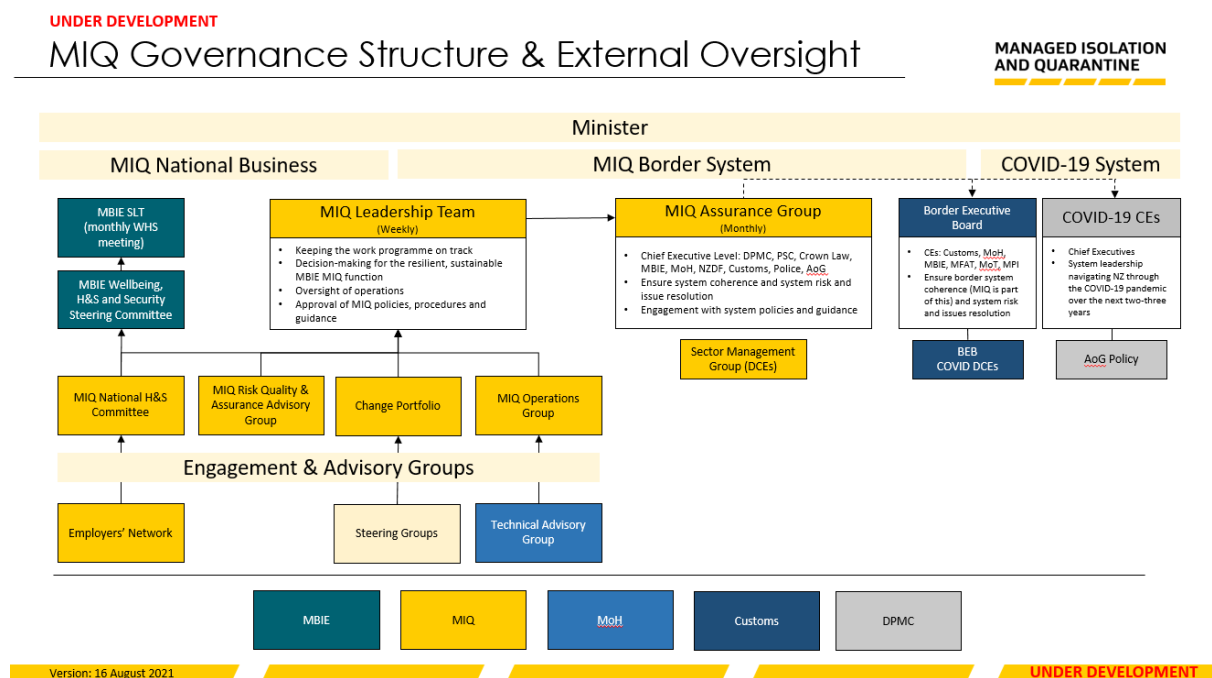 UNDER DEVELOPMENT
MIQ Governance Structure & External Oversight
MANAGED ISOLATION
AND QUARANTINE
Minister
MIQ National Business
MIQ Border System
COVID-19 System
MBIE SLT
(monthly WHS
meeting)
MBIE Wellbeing,
H&S and Security
Steering Committee
MIQ Leadership Team
(Weekly)
• Keeping the work programme on track
• Decision-making for the resilient, sustainable
MBIE MIQ function
• Oversight of operations
• Approval of MIQ policies, procedures and
guidance
MIQ Assurance Group
(Monthly)
• Chief Executive Level: DPMC, PSC, Crown Law,
MBIE, MoH, NZDF, Customs, Police, AoG
• Ensure system coherence and system risk and
issue resolution
• Engagement with system policies and guidance
Border Executive
Board
• CEs: Customs, MoH,
MBIE, MFAT, MoT, MPI
• Ensure border system
coherence (MIQ is part
of this) and system risk
and issues resolution
COVID-19 CEs
• Chief Executives
• System leadership
navigating NZ through
the COVID-19 pandemic
over the next two-three
years
Sector Management
Group (DCEs)
BEB
COVID DCEs
AoG Policy
MIQ National H&S
Committee
MIQ Risk Quality &
Assurance Advisory
Group
Change Portfolio
MIQ Operations
Group
Engagement & Advisory Groups
Employers' Network
Steering Groups
Technical Advisory
Group
MBIE
MIQ
MoH
Customs
DPMC
Version: 16 August 2021
UNDER DEVELOPMENT